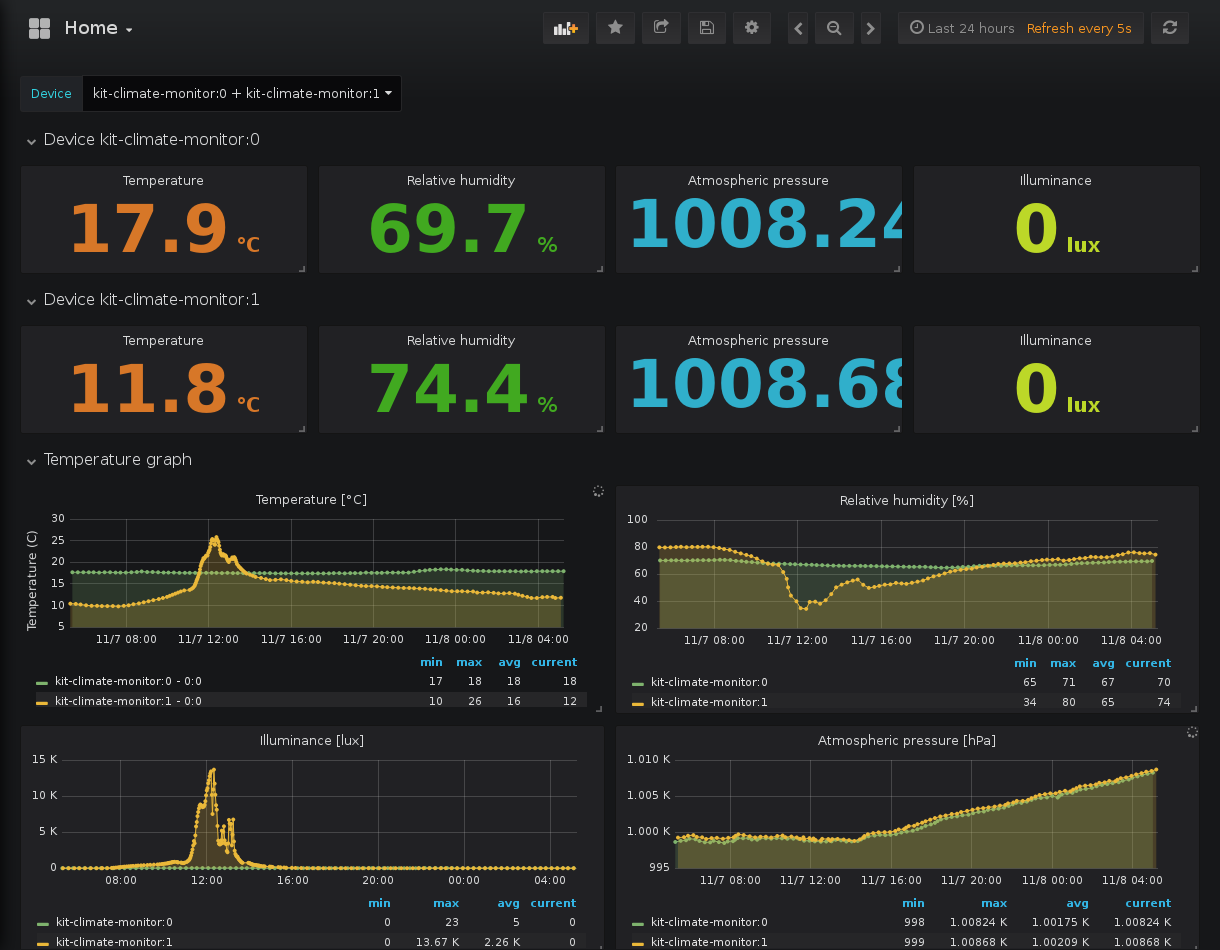 Home
Last 24 hours Refresh every 5s
Device kit-climate-monitor:0 + kit-climate-monitor:1
Device kit-climate-monitor:0
Temperature Relative humidity Atmospheric pressure Illuminance
17.9 °C 69.7 % 1008.24 0 lux
Device kit-climate-monitor:1
Temperature Relative humidity Atmospheric pressure Illuminance
11.8 °C 74.4 % 1008.68 0 lux
Temperature graph
Temperature [°C]
Temperature (C)
30
25
20
15
10
5
11/7 08:00 11/7 12:00 11/7 16:00 11/7 20:00 11/8 00:00 11/8 04:00
min max avg current
kit-climate-monitor:0 - 0:0 17 18 18 18
kit-climate-monitor:1 - 0:0 10 26 16 12
Relative humidity [%]
100
80
60
40
20
11/7 08:00 11/7 12:00 11/7 16:00 11/7 20:00 11/8 00:00 11/8 04:00
min max avg current
kit-climate-monitor:0 65 71 67 70
kit-climate-monitor:1 34 80 65 74
Illuminance [lux]
15 K
10 K
5 K
0
08:00 12:00 16:00 20:00 00:00 04:00
min max avg current
kit-climate-monitor:0 0 23 5 0
kit-climate-monitor:1 0 13.67 K 2.26 K 0
Atmospheric pressure [hPa]
1.010 K
1.005 K
1.000 K
995
11/7 08:00 11/7 12:00 11/7 16:00 11/7 20:00 11/8 00:00 11/8 04:00
min max avg current
kit-climate-monitor:0 998 1.00824 K 1.00175 K 1.00824 K
kit-climate-monitor:1 999 1.00868 K 1.00209 K 1.00868 K